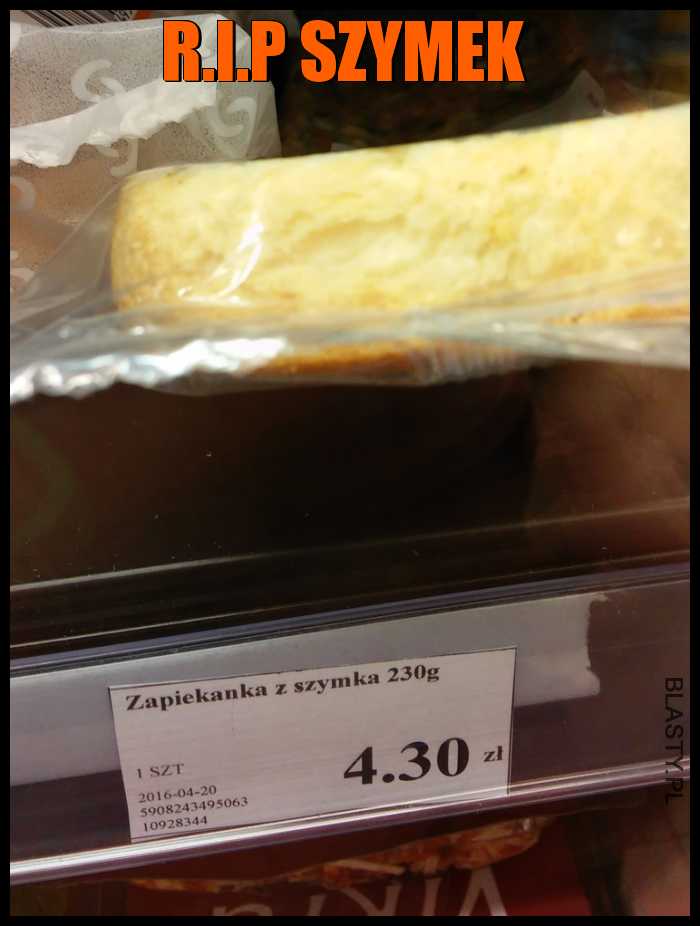 R.I.P SZYMEK
Zapiekanka z szymka 230g
4.30 zł
1 SZT
2016-04-20
5908243495063
10928344
BLASTY.PL